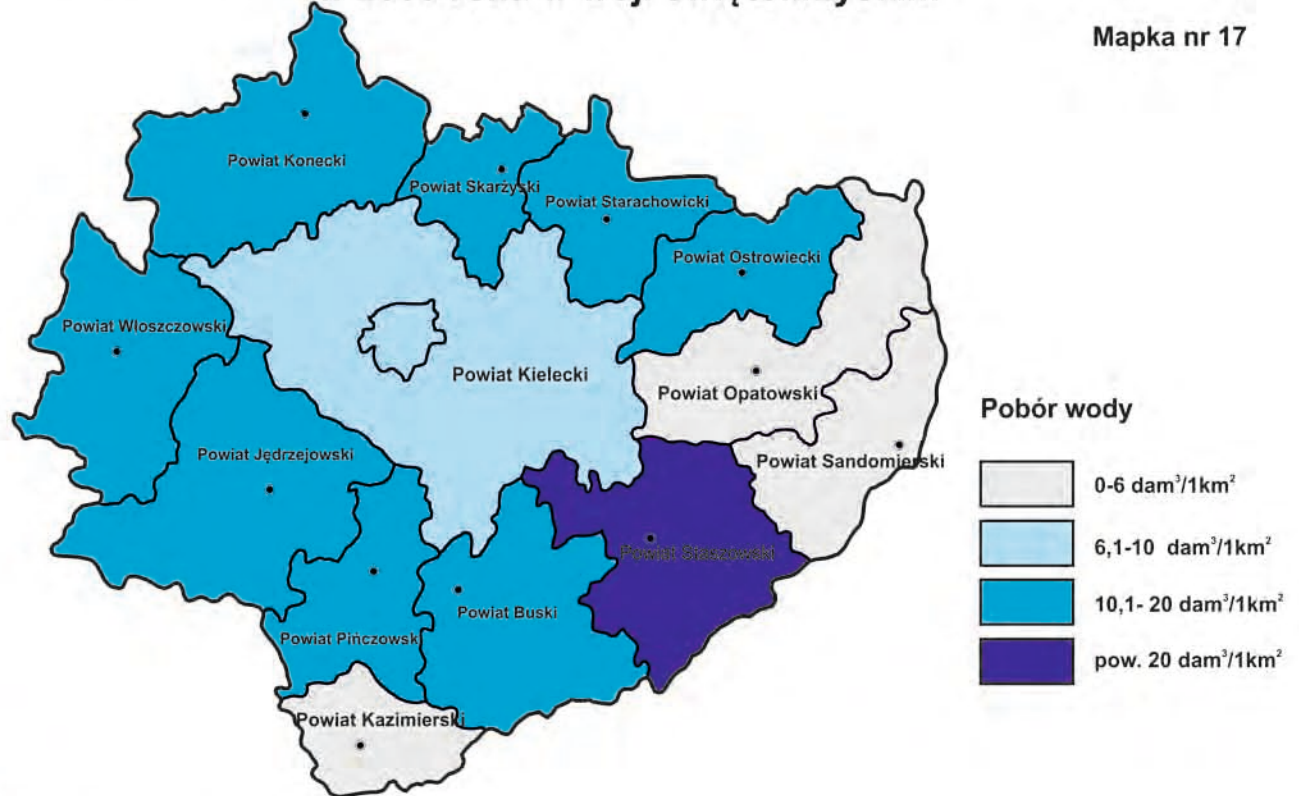 Mapka nr 17
Powiat Konecki
Powiat Skarżyski
Powiat Starachowicki
Powiat Ostrowiecki
Powiat Włoszczowski
Powiat Kielecki
Powiat Opatowski
Powiat Jędrzejowski
Powiat Sandomierski
Powiat Staszowski
Powiat Buski
Powiat Pińczowsk
Powiat Kazimierski
Pobór wody
0-6 dam³/1km²
6,1-10 dam³/1km²
10,1- 20 dam³/1km²
pow. 20 dam³/1km²